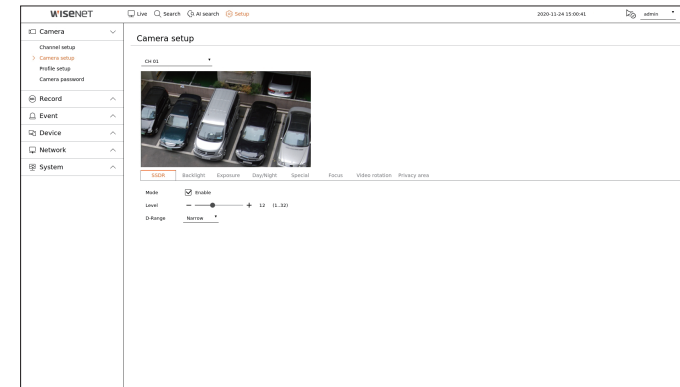 WISENET
Live Search AI search Setup
2020-11-24 15:00:41
admin
Camera
Channel setup
Camera setup
Profile setup
Camera password
Record
Event
Device
Network
System
Camera setup
CH 01
SSDR Backlight Exposure Day/Night Special Focus Video rotation Privacy area
Mode Enable
Level 12 (1..32)
D-Range Narrow